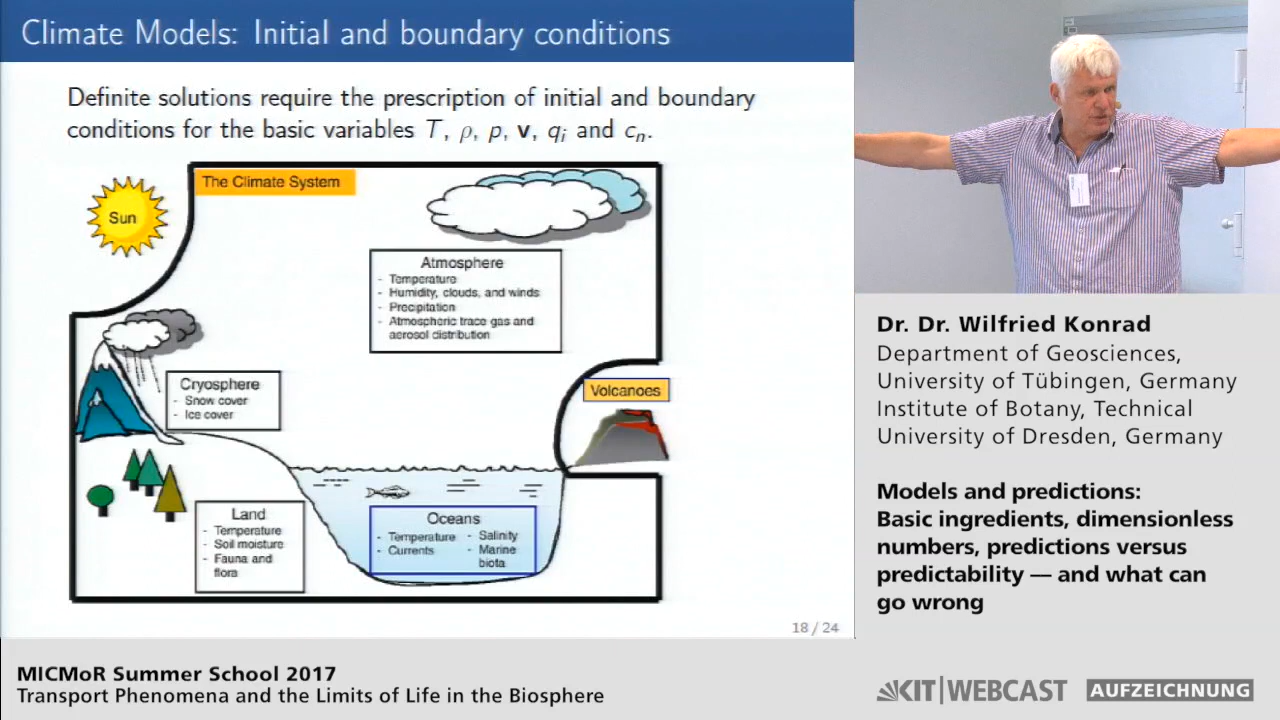 Climate Models: Initial and boundary conditions
Definite solutions require the prescription of initial and boundary
conditions for the basic variables T, ρ, p, v, qᵢ and cₙ.
The Climate System
Sun
Atmosphere
- Temperature
- Humidity, clouds, and winds
- Precipitation
- Atmospheric trace gas and
aerosol distribution
Cryosphere
- Snow cover
- Ice cover
Volcanoes
Land
- Temperature
- Soil moisture
- Fauna and
flora
Oceans
- Temperature
- Currents
- Salinity
- Marine
biota
18 / 24
Dr. Dr. Wilfried Konrad
Department of Geosciences,
University of Tübingen, Germany
Institute of Botany, Technical
University of Dresden, Germany
Models and predictions:
Basic ingredients, dimensionless
numbers, predictions versus
predictability — and what can
go wrong
MICMoR Summer School 2017
Transport Phenomena and the Limits of Life in the Biosphere
KIT|WEBCAST
AUFZEICHNUNG